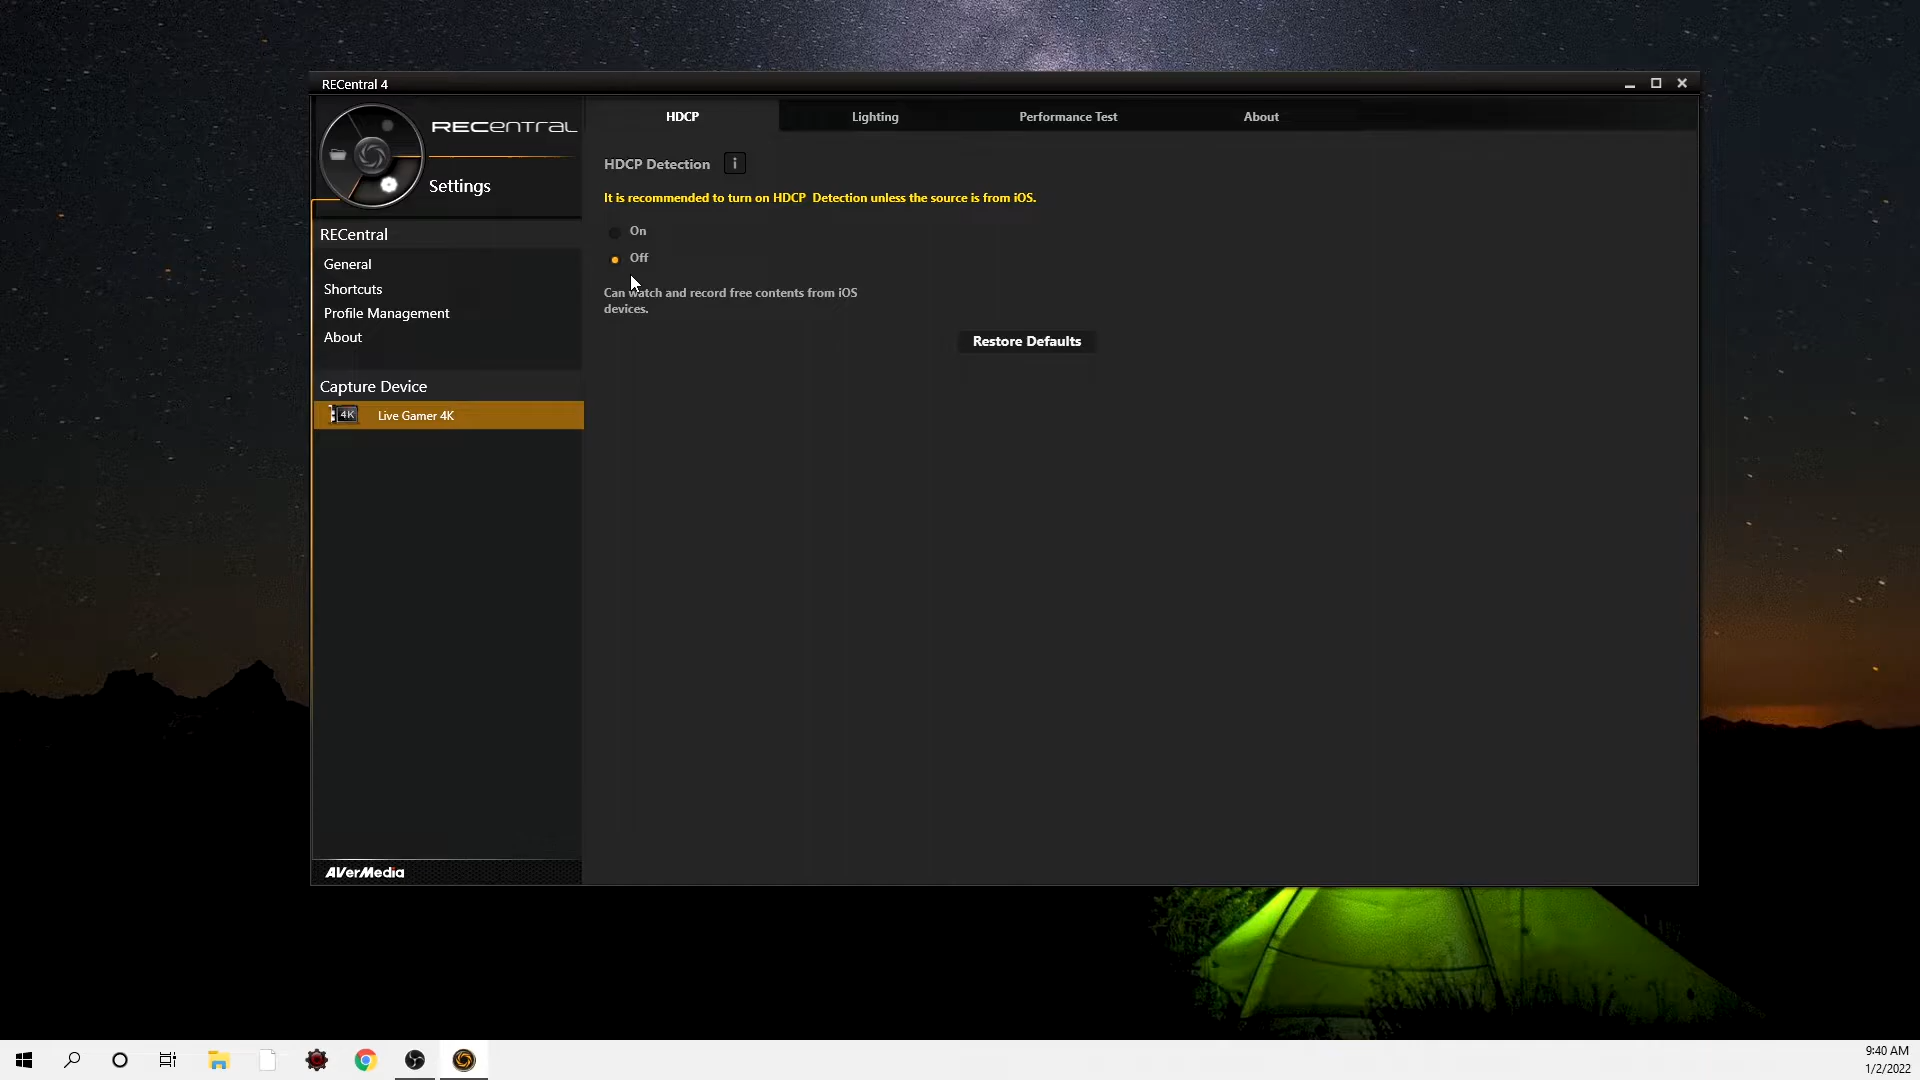 RECentral 4
RECentral
Settings
RECentral
General
Shortcuts
Profile Management
About
Capture Device
4K Live Gamer 4K
AVerMedia
HDCP Lighting Performance Test About
HDCP Detection i
It is recommended to turn on HDCP Detection unless the source is from iOS.
On
Off
Can watch and record free contents from iOS
devices.
Restore Defaults
9:40 AM
1/2/2022